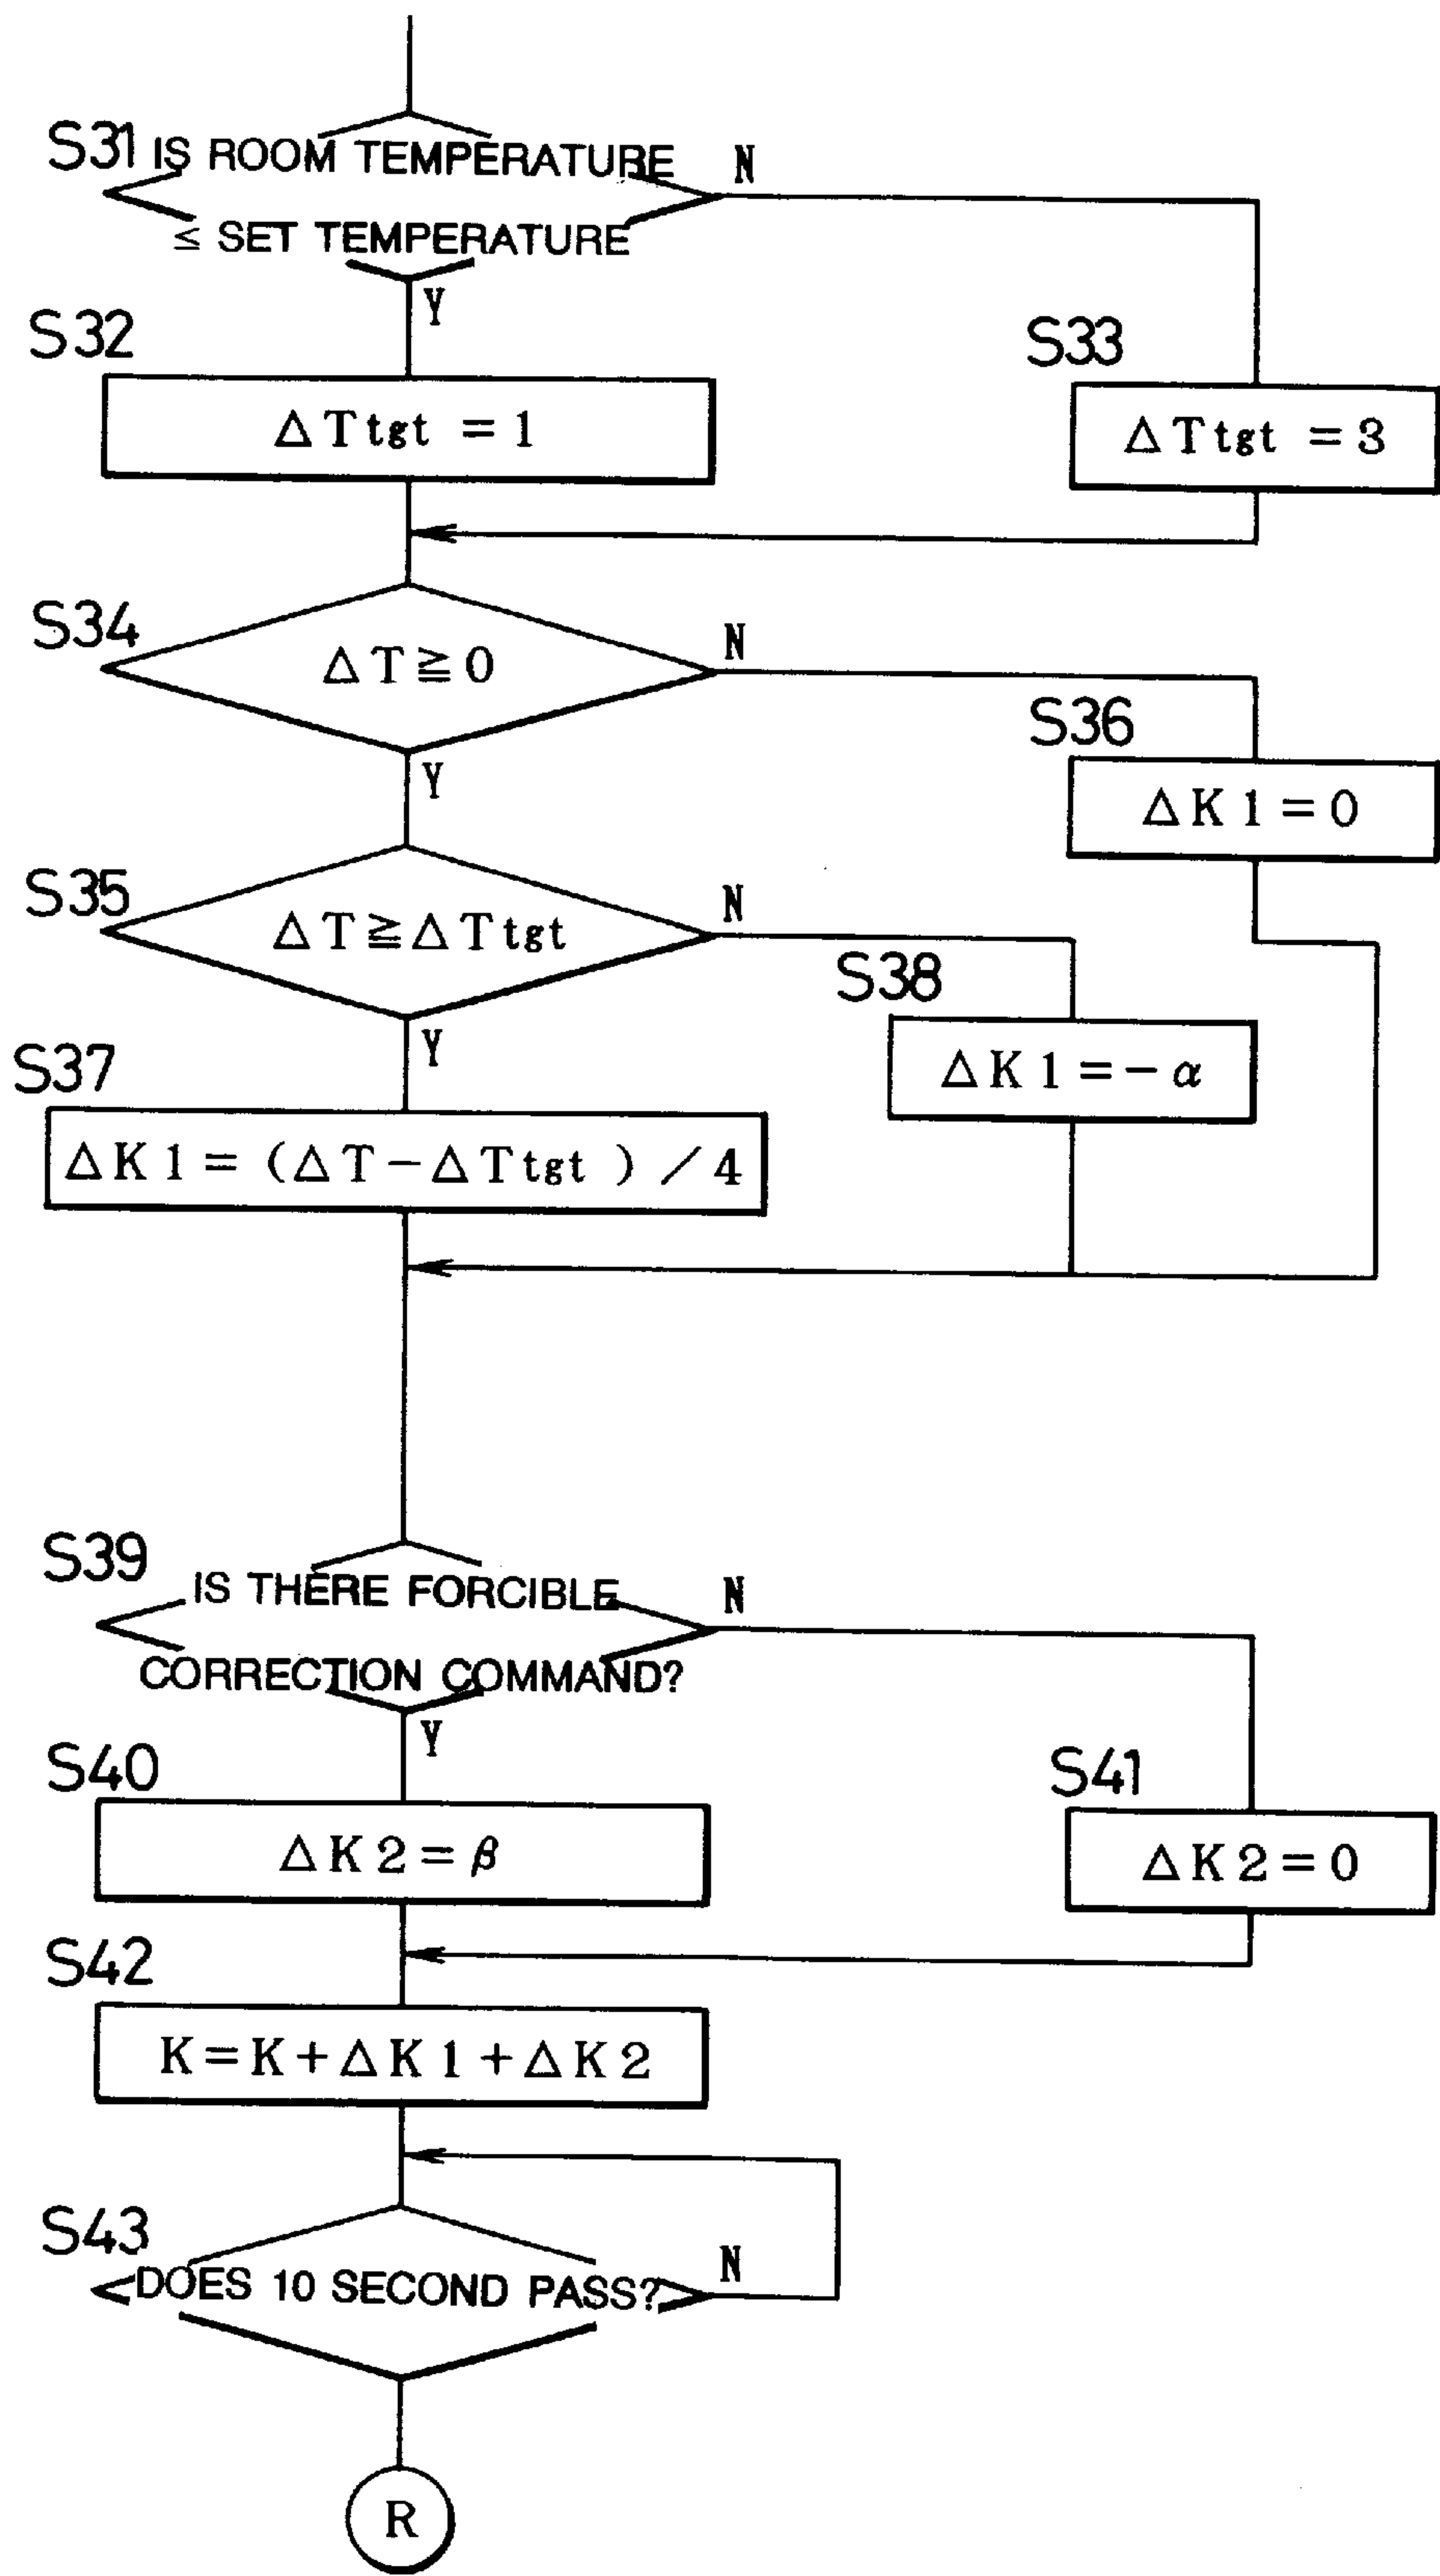 S31 IS ROOM TEMPERATURE N
≤ SET TEMPERATURE
Y
S32
S33
ΔTtgt = 1
ΔTtgt = 3
S34
ΔT≧0
N
S36
Y
ΔK1=0
S35
ΔT≧ΔTtgt
N
S38
Y
ΔK1=-α
S37
ΔK1=(ΔT-ΔTtgt)/4
S39
IS THERE FORCIBLE
N
CORRECTION COMMAND?
Y
S40
S41
ΔK2=β
ΔK2=0
S42
K=K+ΔK1+ΔK2
S43
DOES 10 SECOND PASS?
N
R